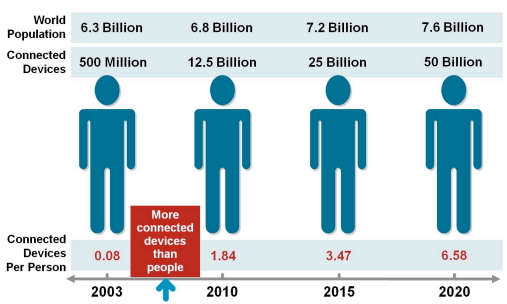 World
Population
6.3 Billion 6.8 Billion 7.2 Billion 7.6 Billion
Connected
Devices
500 Million 12.5 Billion 25 Billion 50 Billion
More
connected
devices
than
people
Connected
Devices
Per Person
0.08 1.84 3.47 6.58
2003 2010 2015 2020